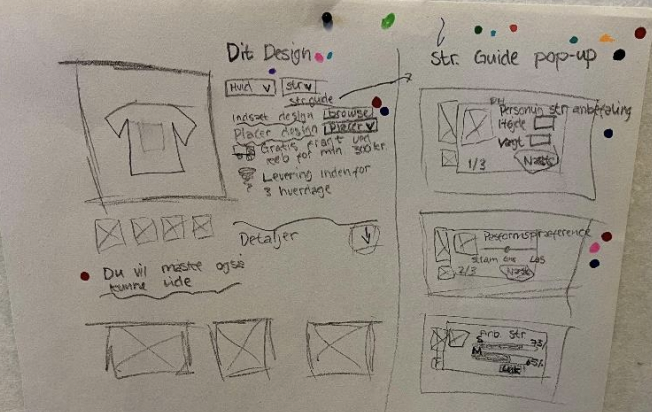 Dit Design
Hvid
str
str.guide
Indsæt design browse
Placer design Placer
Gratis fragt ved
køb for min 300kr
Levering indenfor
3 hverdage
Detaljer
Du vil måske også
kunne lide
Str. Guide pop-up
Personlig str anbefaling
Højde
Vægt
1/3 Næste
Pasformspræference
stram løs
2/3 Næste
Anb. Str
S
M